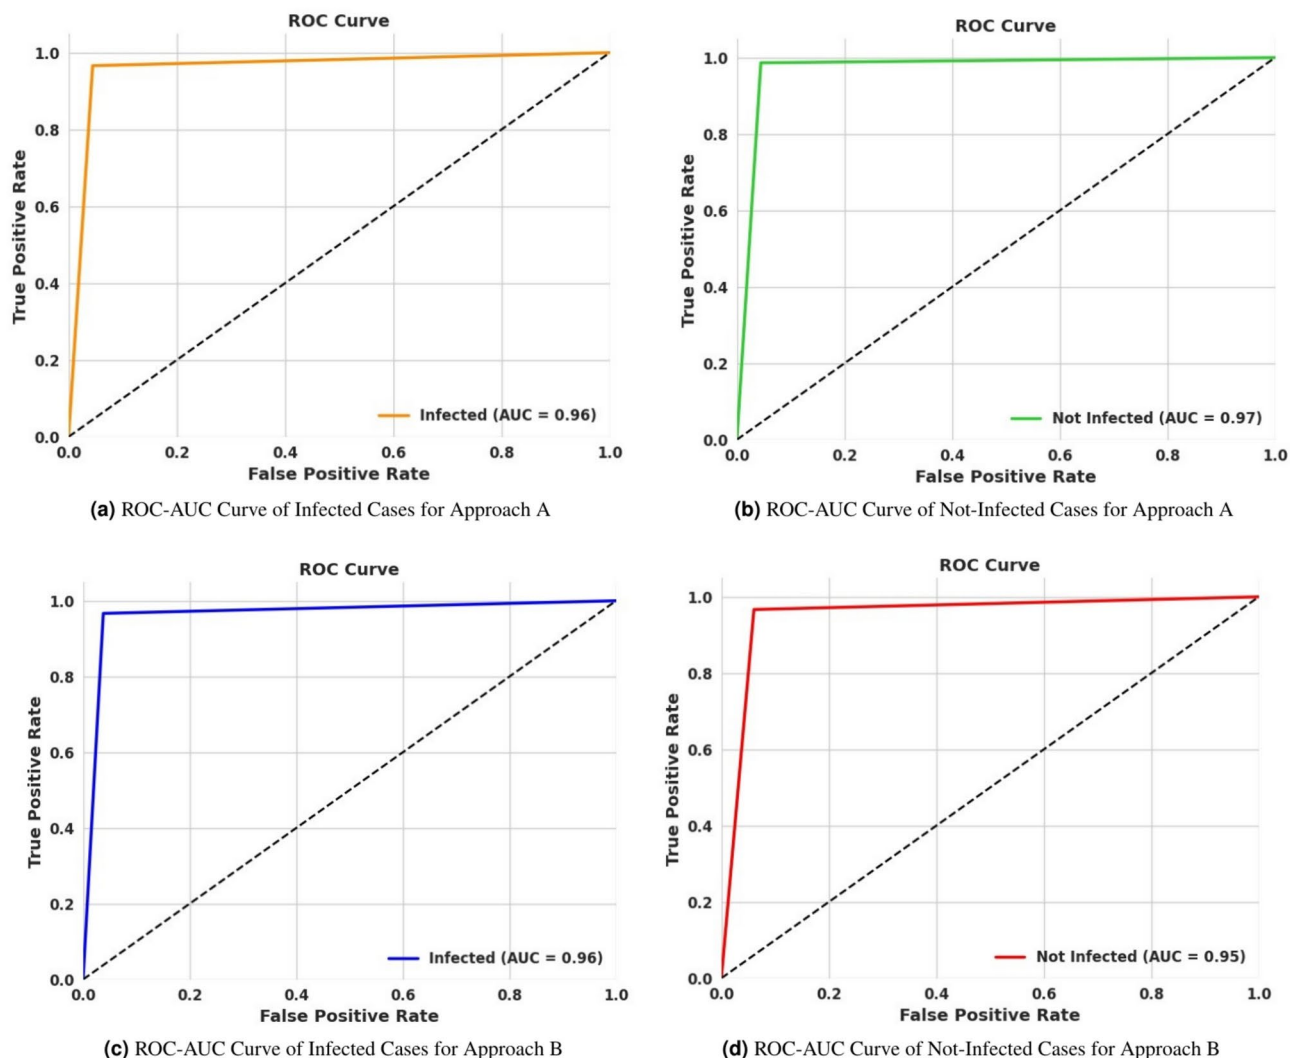 ROC Curve
1.0
0.8
0.6
0.4
0.2
0.0
True Positive Rate
Infected (AUC = 0.96)
0.0 0.2 0.4 0.6 0.8 1.0
False Positive Rate
(a) ROC-AUC Curve of Infected Cases for Approach A
ROC Curve
1.0
0.8
0.6
0.4
0.2
0.0
True Positive Rate
Not Infected (AUC = 0.97)
0.0 0.2 0.4 0.6 0.8 1.0
False Positive Rate
(b) ROC-AUC Curve of Not-Infected Cases for Approach A
ROC Curve
1.0
0.8
0.6
0.4
0.2
0.0
True Positive Rate
Infected (AUC = 0.96)
0.0 0.2 0.4 0.6 0.8 1.0
False Positive Rate
(c) ROC-AUC Curve of Infected Cases for Approach B
ROC Curve
1.0
0.8
0.6
0.4
0.2
0.0
True Positive Rate
Not Infected (AUC = 0.95)
0.0 0.2 0.4 0.6 0.8 1.0
False Positive Rate
(d) ROC-AUC Curve of Not-Infected Cases for Approach B